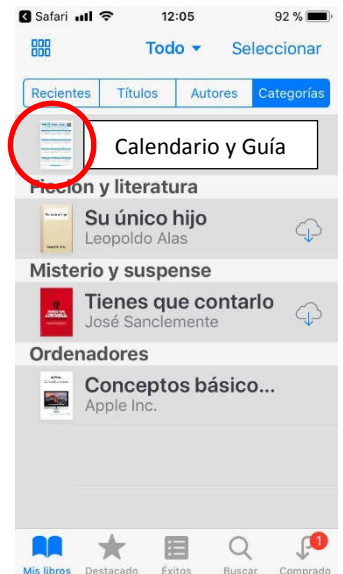 Safari 12:05 92 %
Todo Seleccionar
Recientes Títulos Autores Categorías
Calendario y Guía
Ficción y literatura
Su único hijo
Leopoldo Alas
Misterio y suspense
Tienes que contarlo
José Sanclemente
Ordenadores
Conceptos básico...
Apple Inc.
1
Mis libros Destacado Éxitos Buscar Comprado